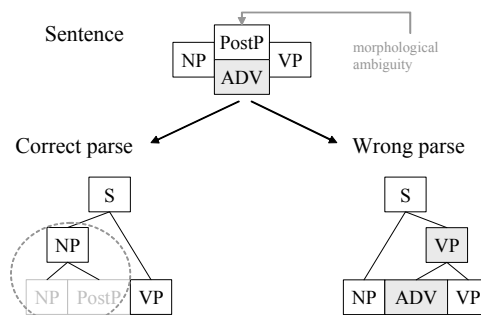 Sentence
PostP
NP
VP
ADV
morphological
ambiguity
Correct parse
Wrong parse
S
S
NP
VP
NP PostP VP
NP ADV VP